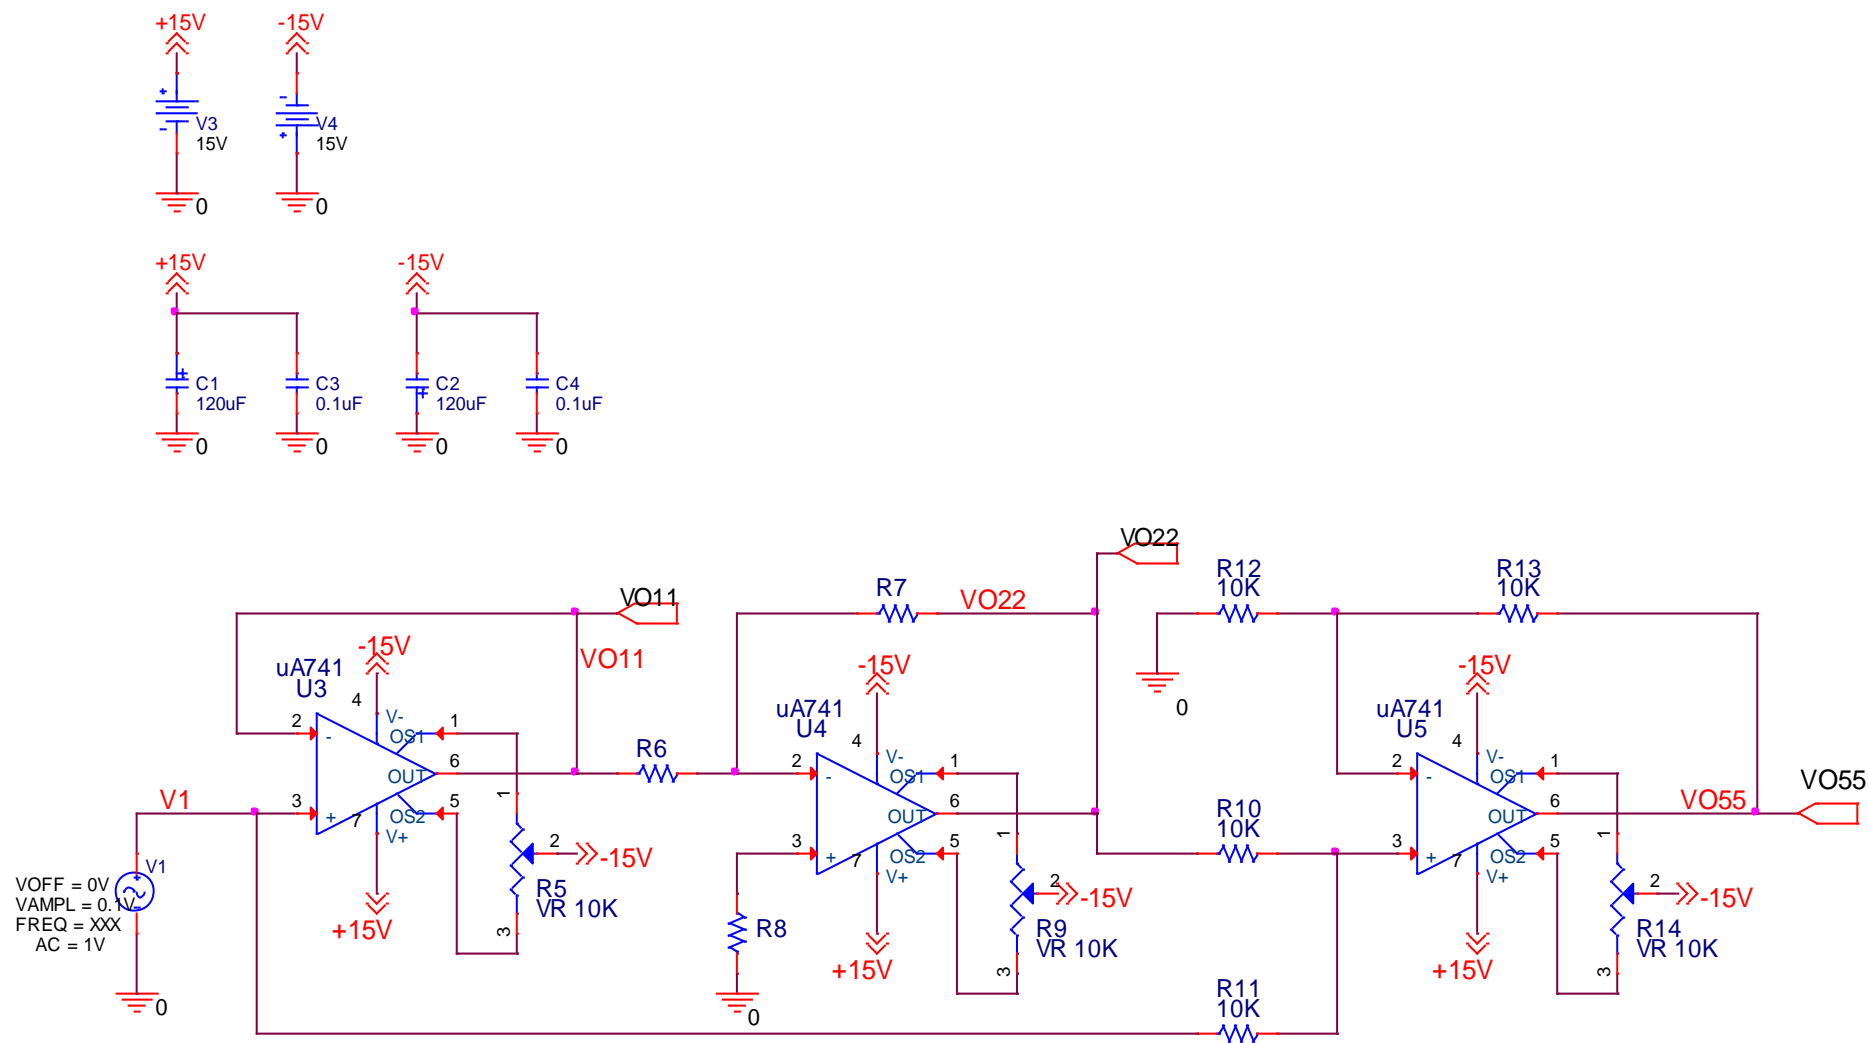 +15V
-15V
+
-
V3
15V
-
+
V4
15V
0
0
+15V
-15V
+
C1
120uF
C3
0.1uF
+
C2
120uF
C4
0.1uF
0
0
0
0
VO22
R12
10K
R13
10K
VO11
R7
VO22
-15V
VO11
uA741
U3
4
V-
2
-
1
OS1
OUT
6
3
+
7
V+
OS2
5
1
2
-15V
R5
VR 10K
3
+15V
V1
V1
+
-
VOFF = 0V
VAMPL = 0.1V
FREQ = XXX
AC = 1V
0
R6
-15V
uA741
U4
4
V-
2
-
1
OS1
OUT
6
3
+
7
V+
OS2
5
1
2
-15V
R9
VR 10K
3
+15V
R8
0
0
R10
10K
R11
10K
-15V
uA741
U5
4
V-
2
-
1
OS1
OUT
6
3
+
7
V+
OS2
5
1
2
-15V
R14
VR 10K
3
+15V
VO55
VO55